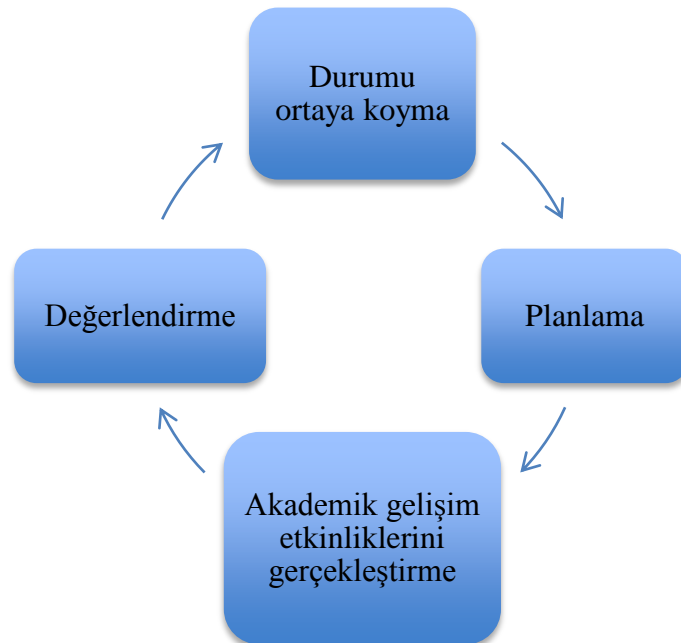 Durumu
ortaya koyma
Planlama
Akademik gelişim
etkinliklerini
gerçekleştirme
Değerlendirme